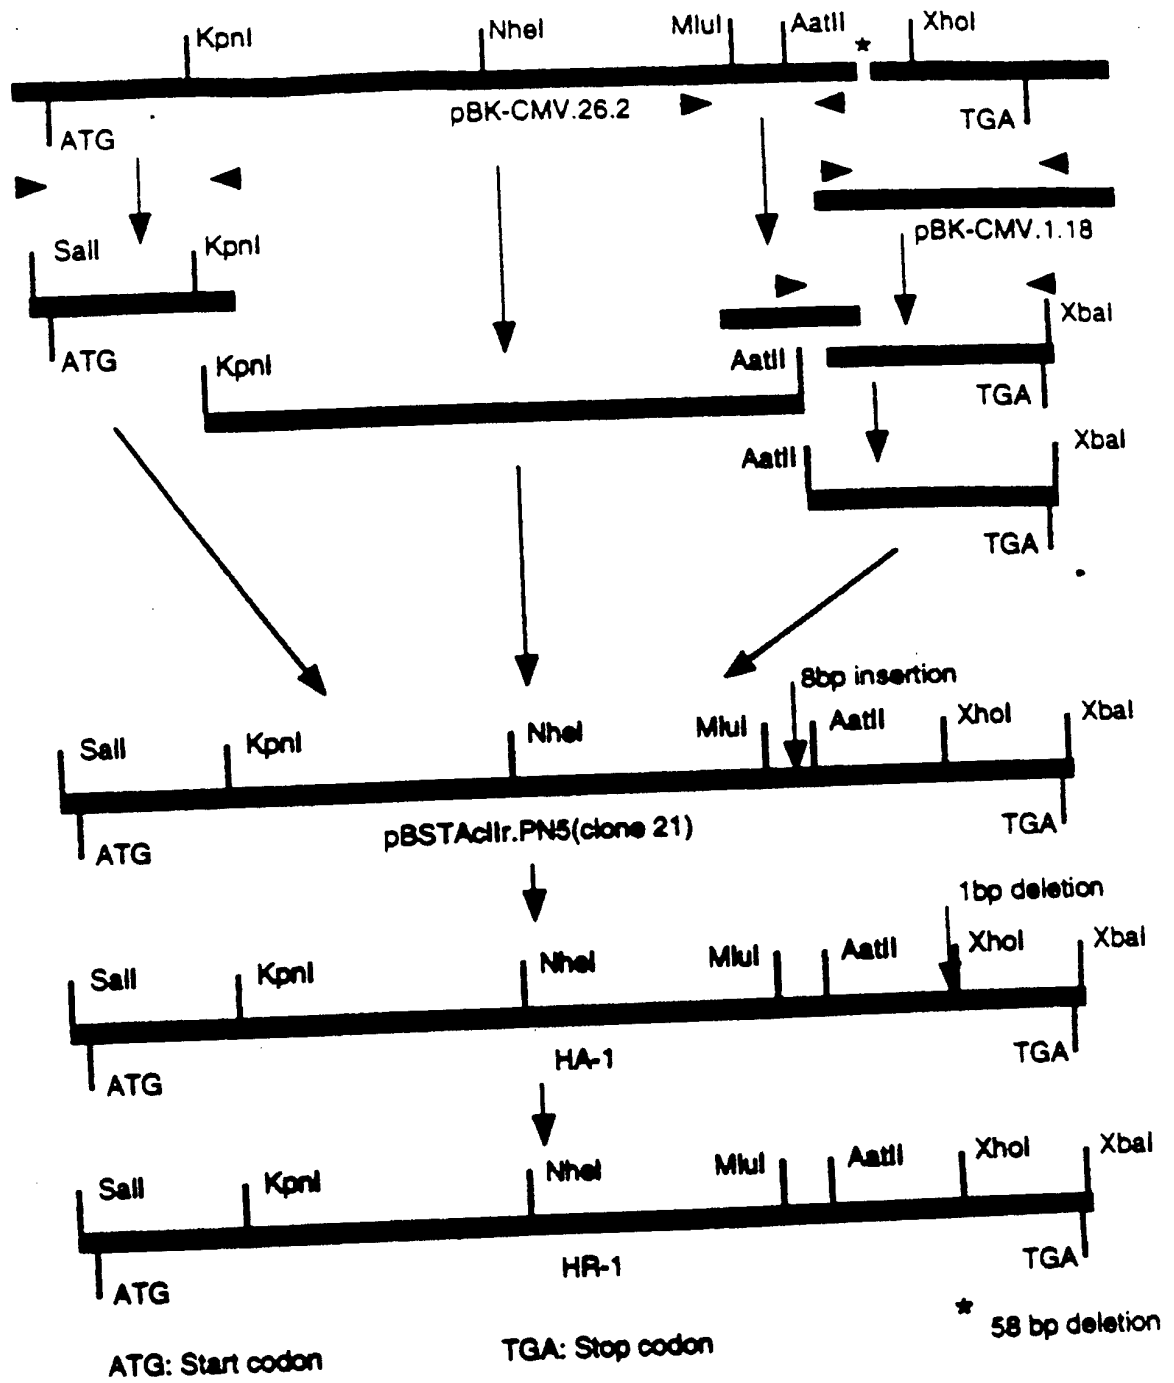 KpnI NheI MluI AatII * XhoI
pBK-CMV.26.2
ATG TGA
pBK-CMV.1.18
SalI KpnI
XbaI
ATG KpnI AatII TGA
AatII XbaI
TGA
8bp insertion
SalI KpnI NheI MluI AatII XhoI XbaI
pBSTAcIIr.PN5(clone 21)
ATG TGA
1bp deletion
SalI KpnI NheI MluI AatII XhoI XbaI
HA-1
ATG TGA
SalI KpnI NheI MluI AatII XhoI XbaI
HR-1
ATG TGA
* 58 bp deletion
ATG: Start codon TGA: Stop codon